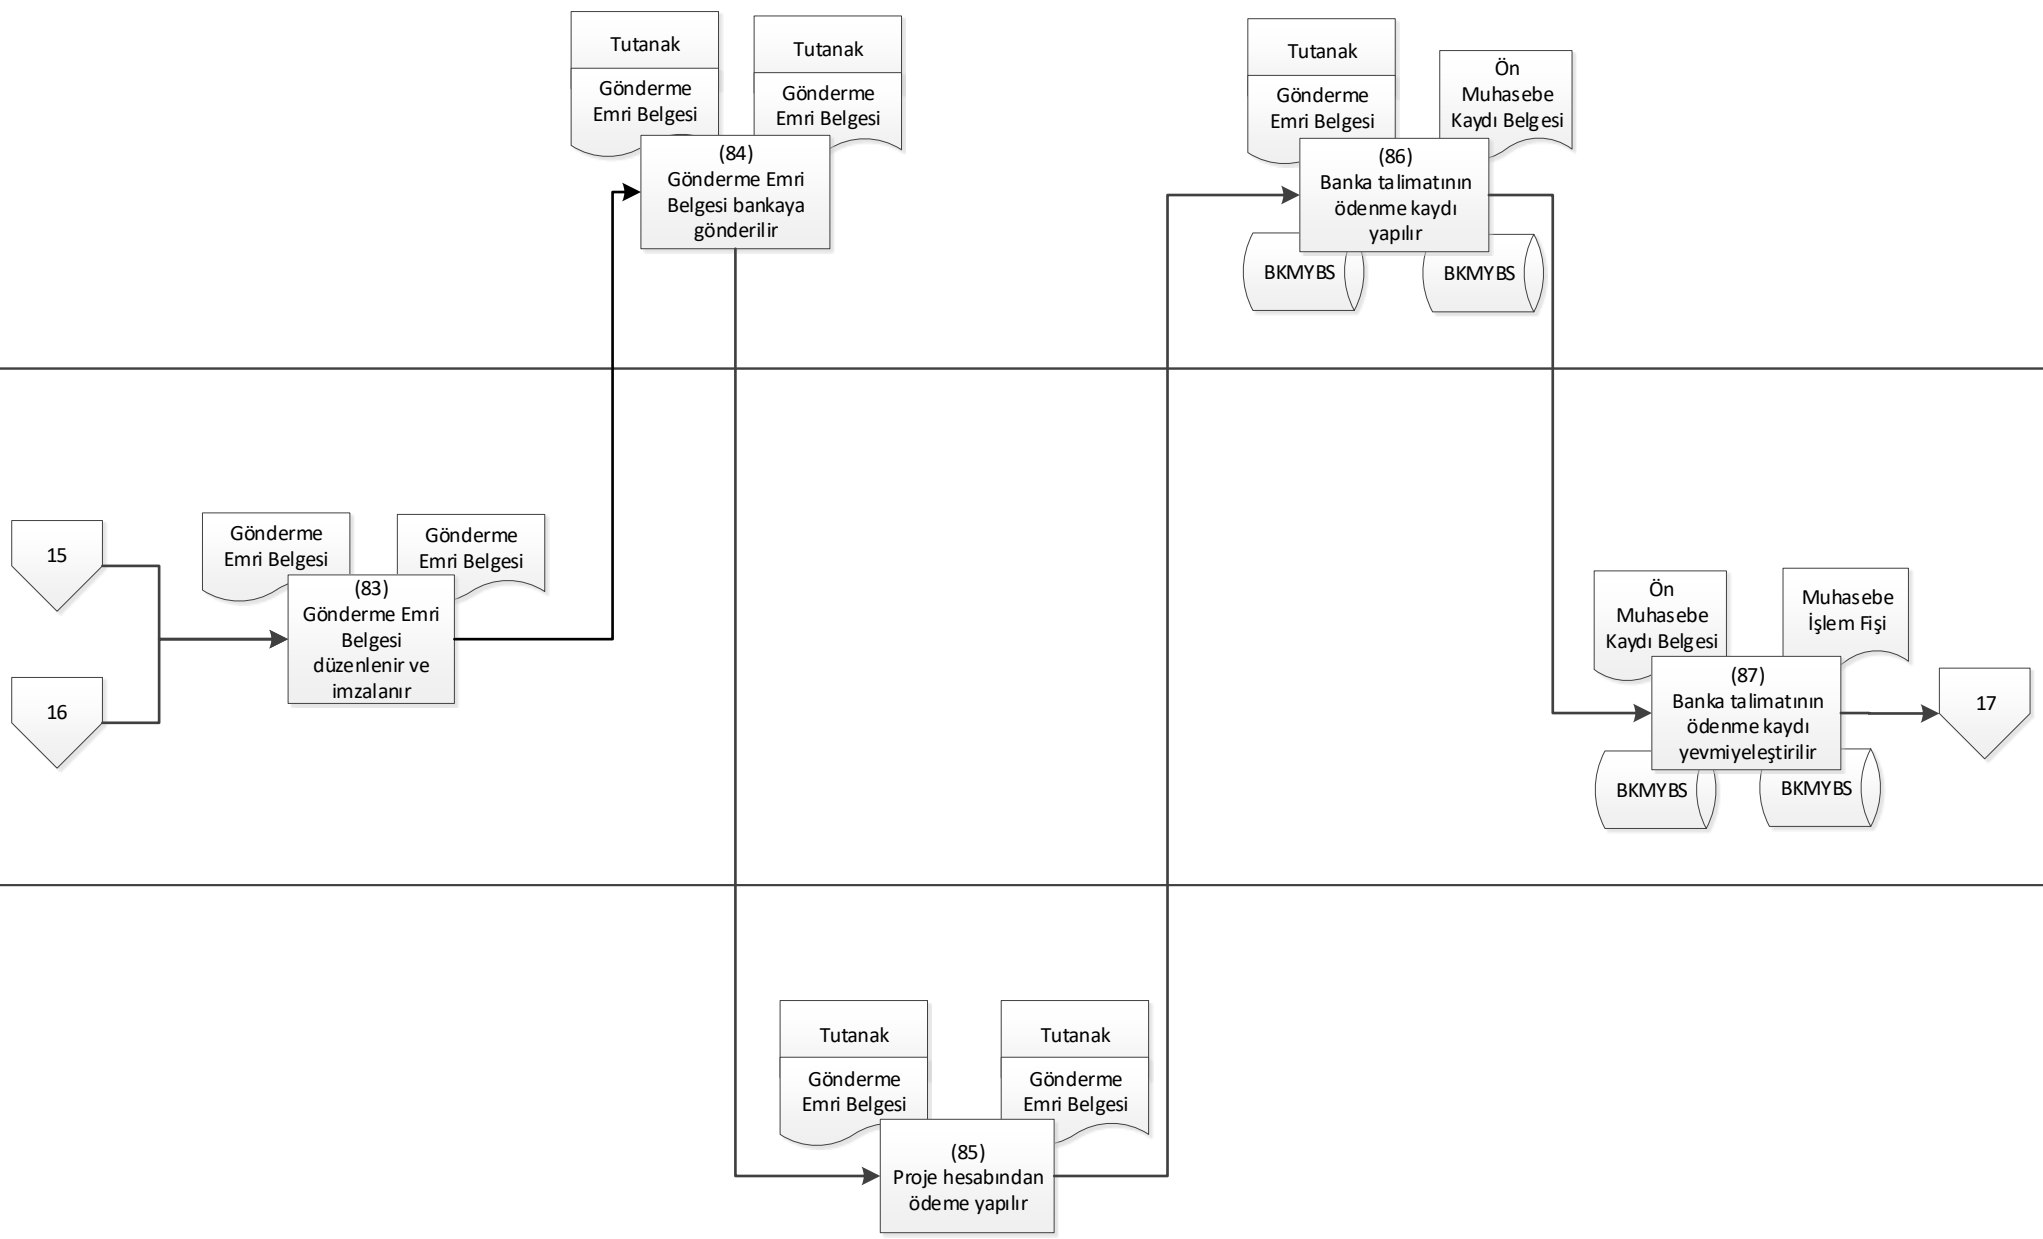 Tutanak
Gönderme
Emri Belgesi
Tutanak
Gönderme
Emri Belgesi
(84)
Gönderme Emri
Belgesi bankaya
gönderilir
Tutanak
Gönderme
Emri Belgesi
Ön
Muhasebe
Kaydı Belgesi
(86)
Banka talimatının
ödenme kaydı
yapılır
BKMYBS
BKMYBS
15
16
Gönderme
Emri Belgesi
Gönderme
Emri Belgesi
(83)
Gönderme Emri
Belgesi
düzenlenir ve
imzalanır
Ön
Muhasebe
Kaydı Belgesi
Muhasebe
İşlem Fişi
(87)
Banka talimatının
ödenme kaydı
yevmiyeleştirilir
BKMYBS
BKMYBS
17
Tutanak
Gönderme
Emri Belgesi
Tutanak
Gönderme
Emri Belgesi
(85)
Proje hesabından
ödeme yapılır